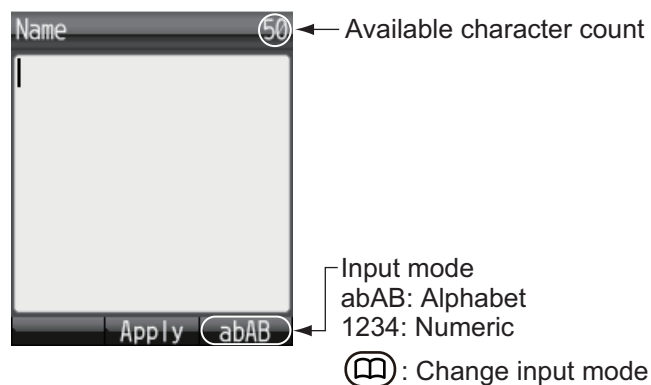 Name 50
Available character count
Apply abAB
Input mode
abAB: Alphabet
1234: Numeric
: Change input mode